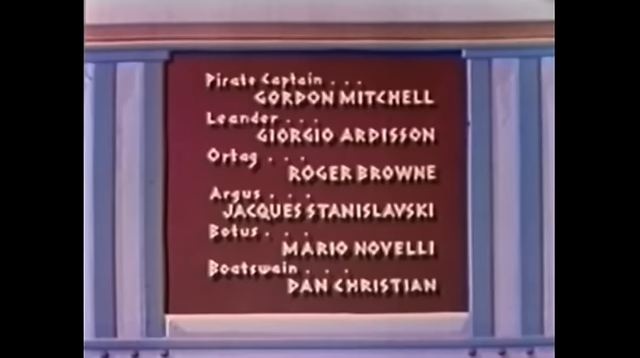 Pirate Captain . . .
GORDON MITCHELL
Leander . . .
GIORGIO ARDISSON
Ortag . . .
ROGER BROWNE
Argus . . .
JACQUES STANISLAVSKI
Botus . . .
MARIO NOVELLI
Boatswain . . .
DAN CHRISTIAN